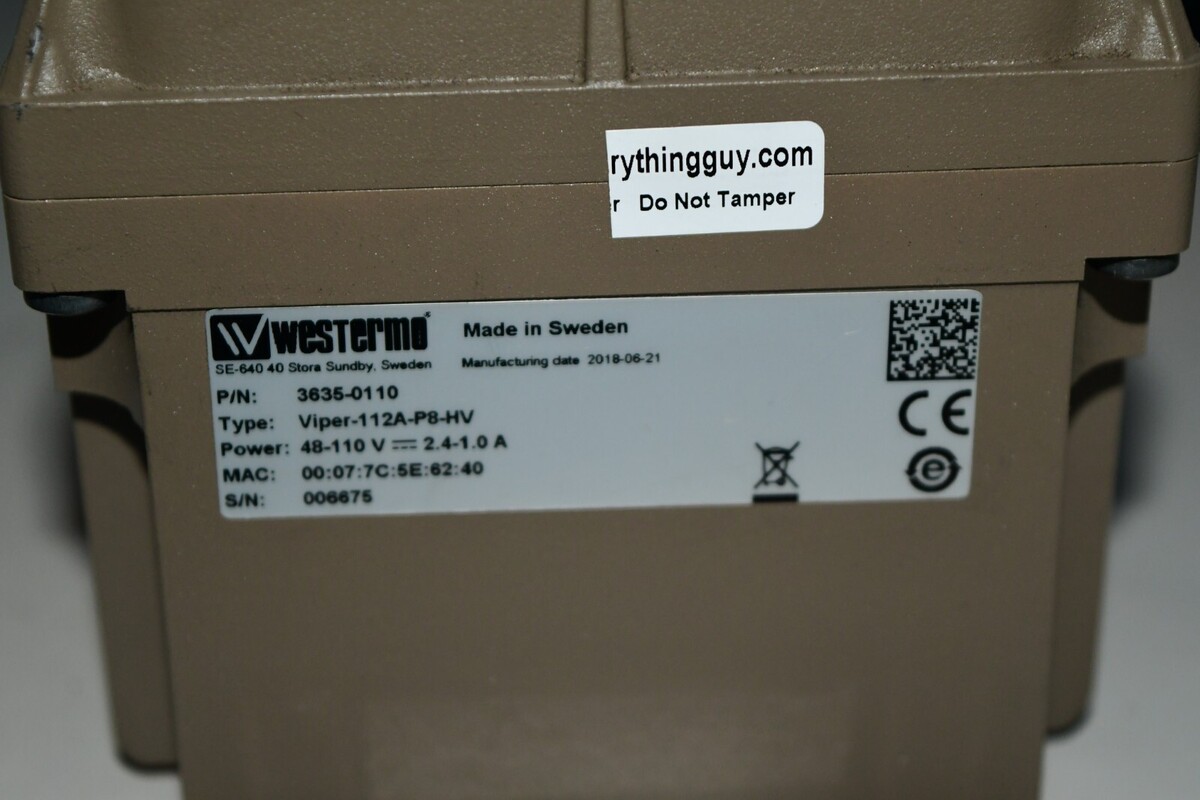 rythingguy.com
r Do Not Tamper
WESTERMO
SE-640 40 Stora Sundby, Sweden
Made in Sweden
Manufacturing date 2018-06-21
P/N: 3635-0110
Type: Viper-112A-P8-HV
Power: 48-110 V ⎓ 2.4-1.0 A
MAC: 00:07:7C:5E:62:40
S/N: 006675
CE
e